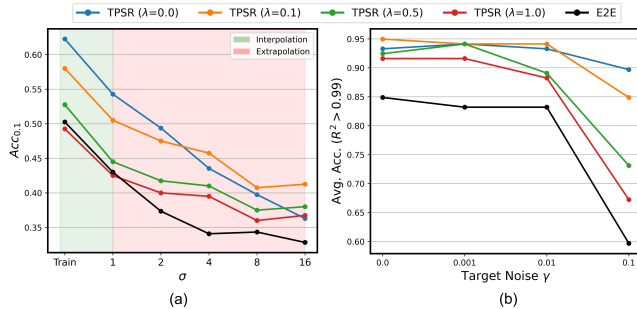 TPSR (λ=0.0) TPSR (λ=0.1) TPSR (λ=0.5) TPSR (λ=1.0) E2E
Interpolation
Extrapolation
Acc₀.₁
0.60
0.55
0.50
0.45
0.40
0.35
Train 1 2 4 8 16
σ
(a)
Avg. Acc. (R² > 0.99)
0.95
0.90
0.85
0.80
0.75
0.70
0.65
0.60
0.0 0.001 0.01 0.1
Target Noise γ
(b)